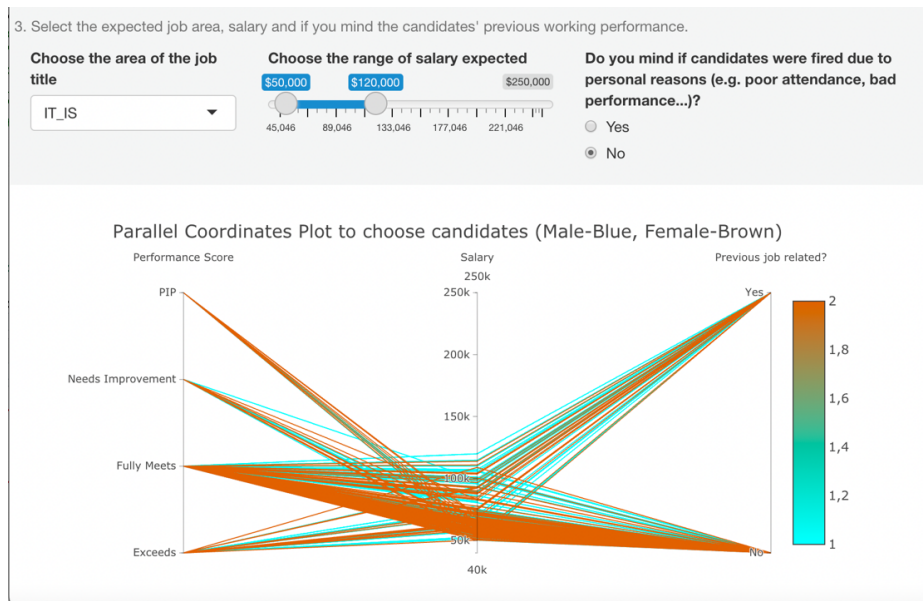 3. Select the expected job area, salary and if you mind the candidates' previous working performance.
Choose the area of the job
title
IT_IS
Choose the range of salary expected
$50,000 $120,000 $250,000
45,046 89,046 133,046 177,046 221,046
Do you mind if candidates were fired due to
personal reasons (e.g. poor attendance, bad
performance...)?
Yes
No
Parallel Coordinates Plot to choose candidates (Male-Blue, Female-Brown)
Performance Score Salary Previous job related?
250k
PIP 250k Yes 2
1,8
200k
Needs Improvement
1,6
150k
Fully Meets 1,4
100k
1,2
50k
Exceeds No 1
40k